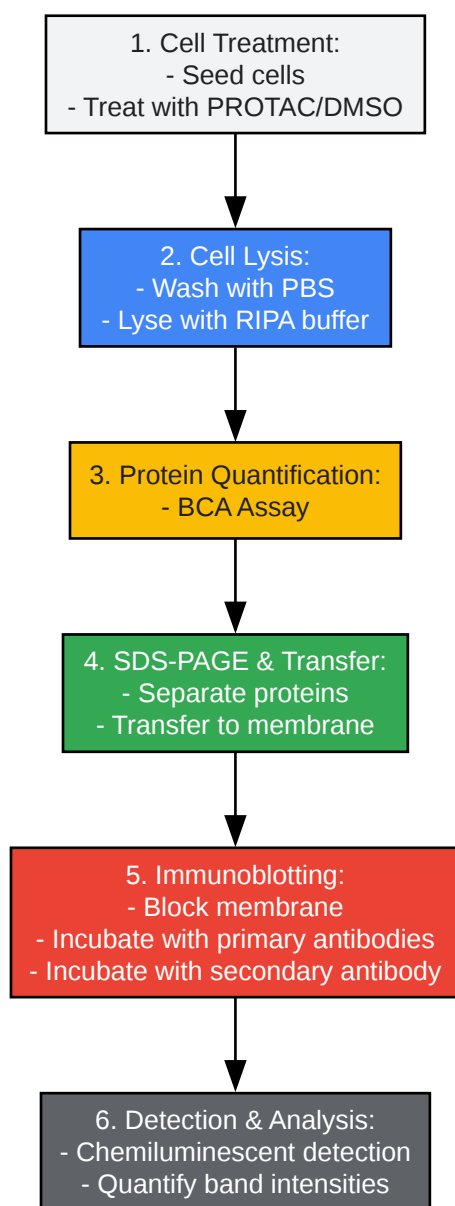 1. Cell Treatment:
- Seed cells
- Treat with PROTAC/DMSO
2. Cell Lysis:
- Wash with PBS
- Lyse with RIPA buffer
3. Protein Quantification:
- BCA Assay
4. SDS-PAGE & Transfer:
- Separate proteins
- Transfer to membrane
5. Immunoblotting:
- Block membrane
- Incubate with primary antibodies
- Incubate with secondary antibody
6. Detection & Analysis:
- Chemiluminescent detection
- Quantify band intensities